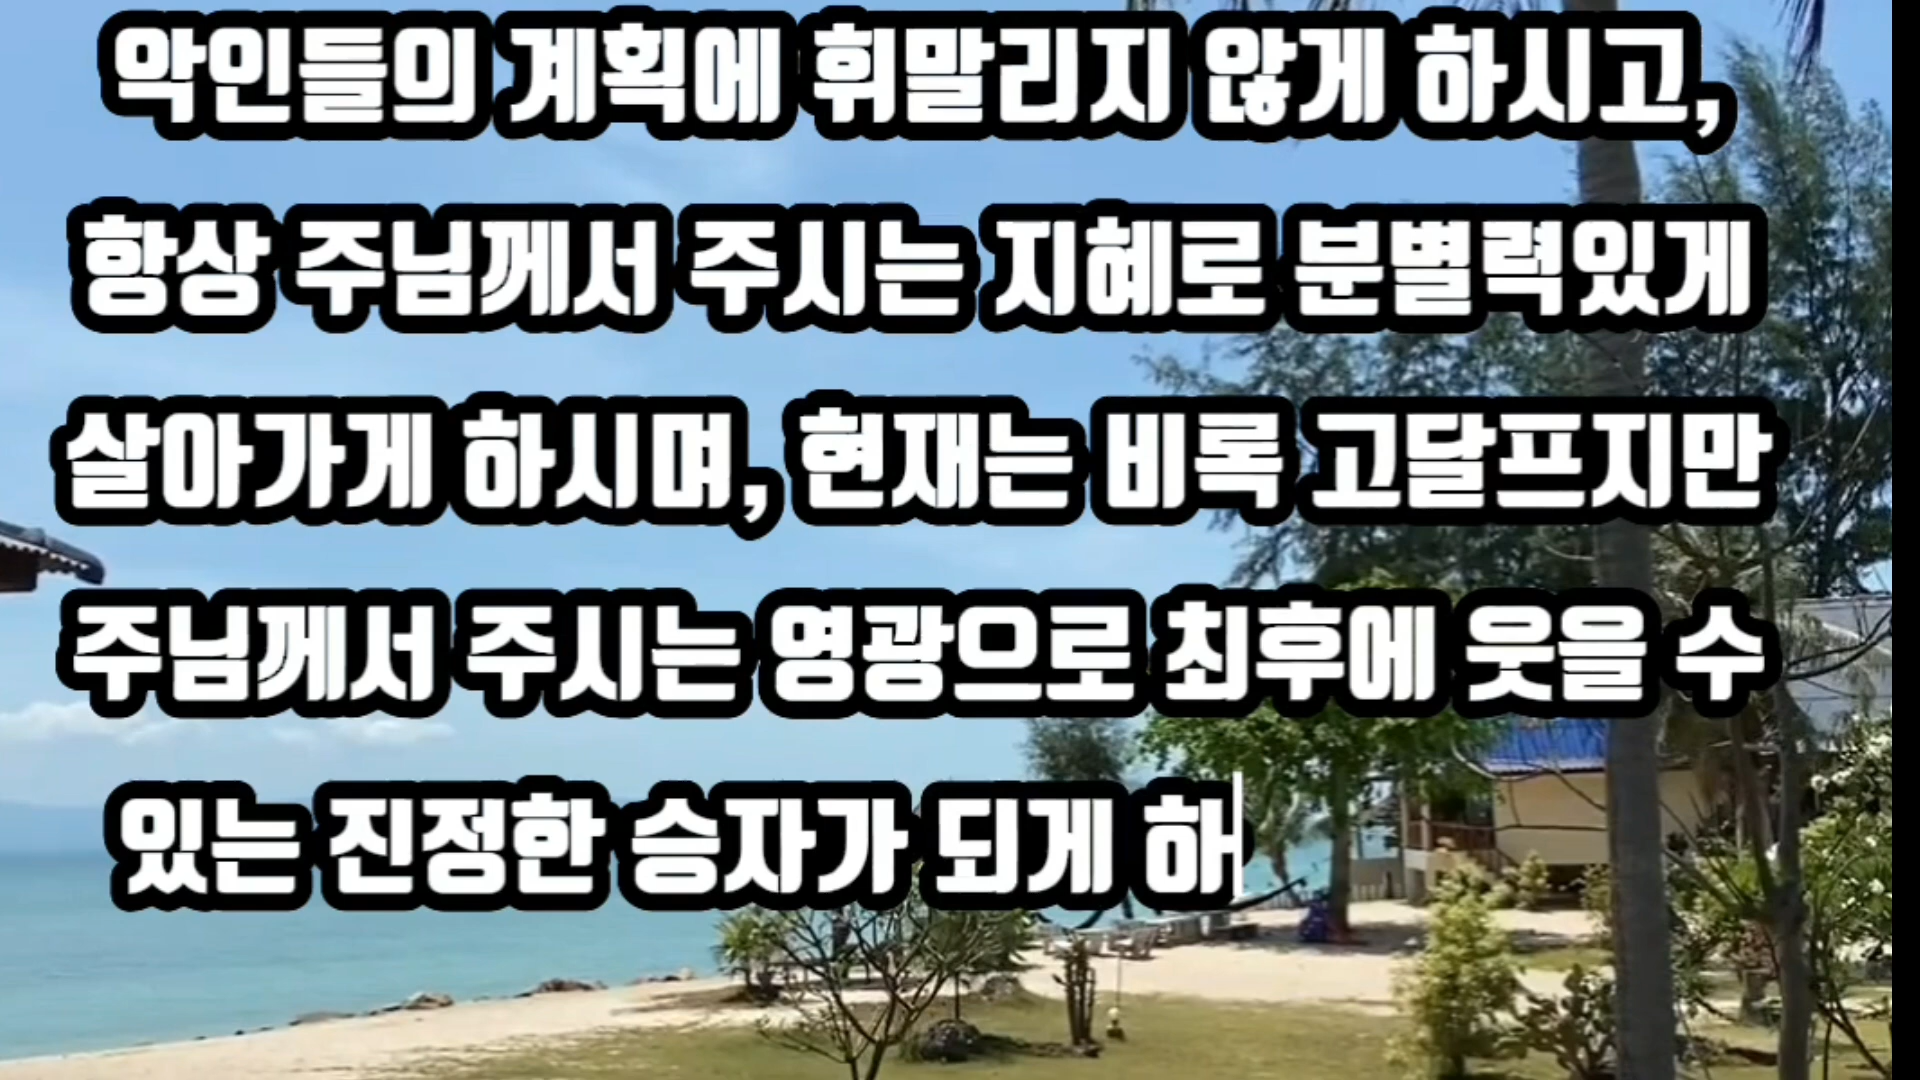 악인들의 계획에 휘말리지 않게 하시고,
항상 주님께서 주시는 지혜로 분별력있게
살아가게 하시며, 현재는 비록 고달프지만
주님께서 주시는 영광으로 최후에 웃을 수
있는 진정한 승자가 되게 하